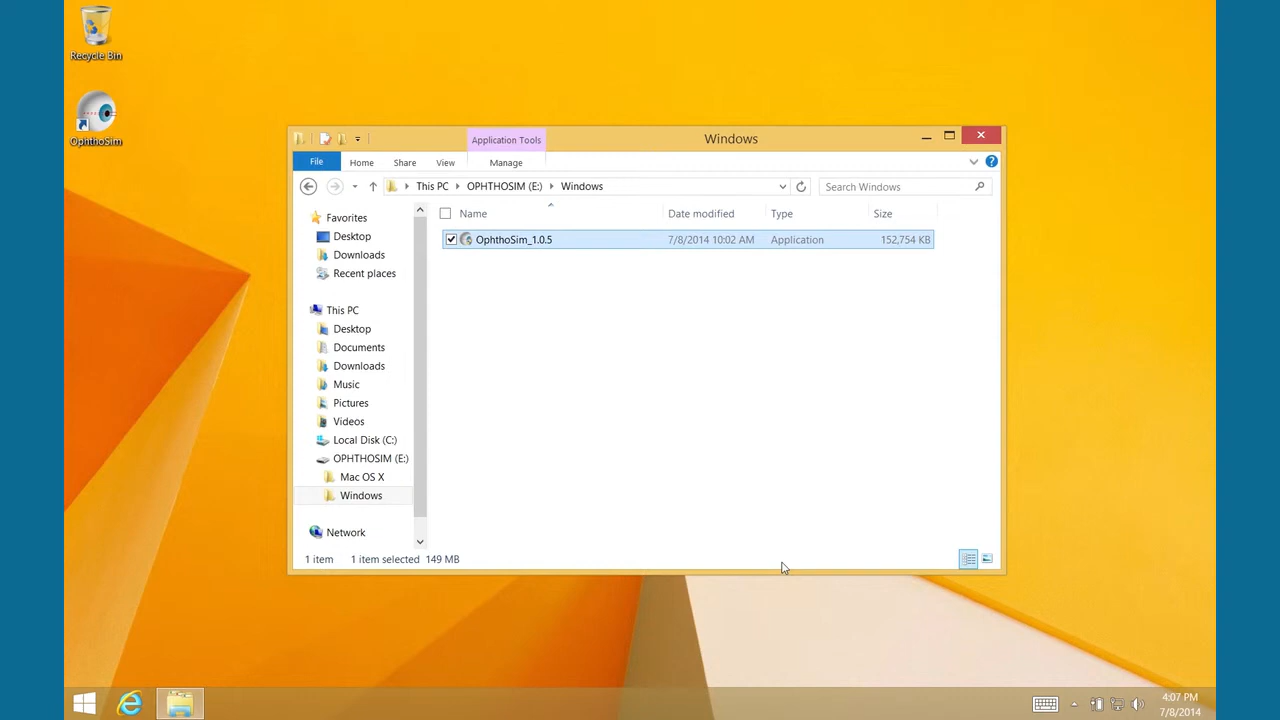 Recycle Bin
OphthoSim
Application Tools
Windows
File Home Share View Manage
This PC OPHTHOSIM (E:) Windows
Search Windows
Name Date modified Type Size
OphthoSim_1.0.5 7/8/2014 10:02 AM Application 152,754 KB
Favorites
Desktop
Downloads
Recent places
This PC
Desktop
Documents
Downloads
Music
Pictures
Videos
Local Disk (C:)
OPHTHOSIM (E:)
Mac OS X
Windows
Network
1 item 1 item selected 149 MB
4:07 PM
7/8/2014